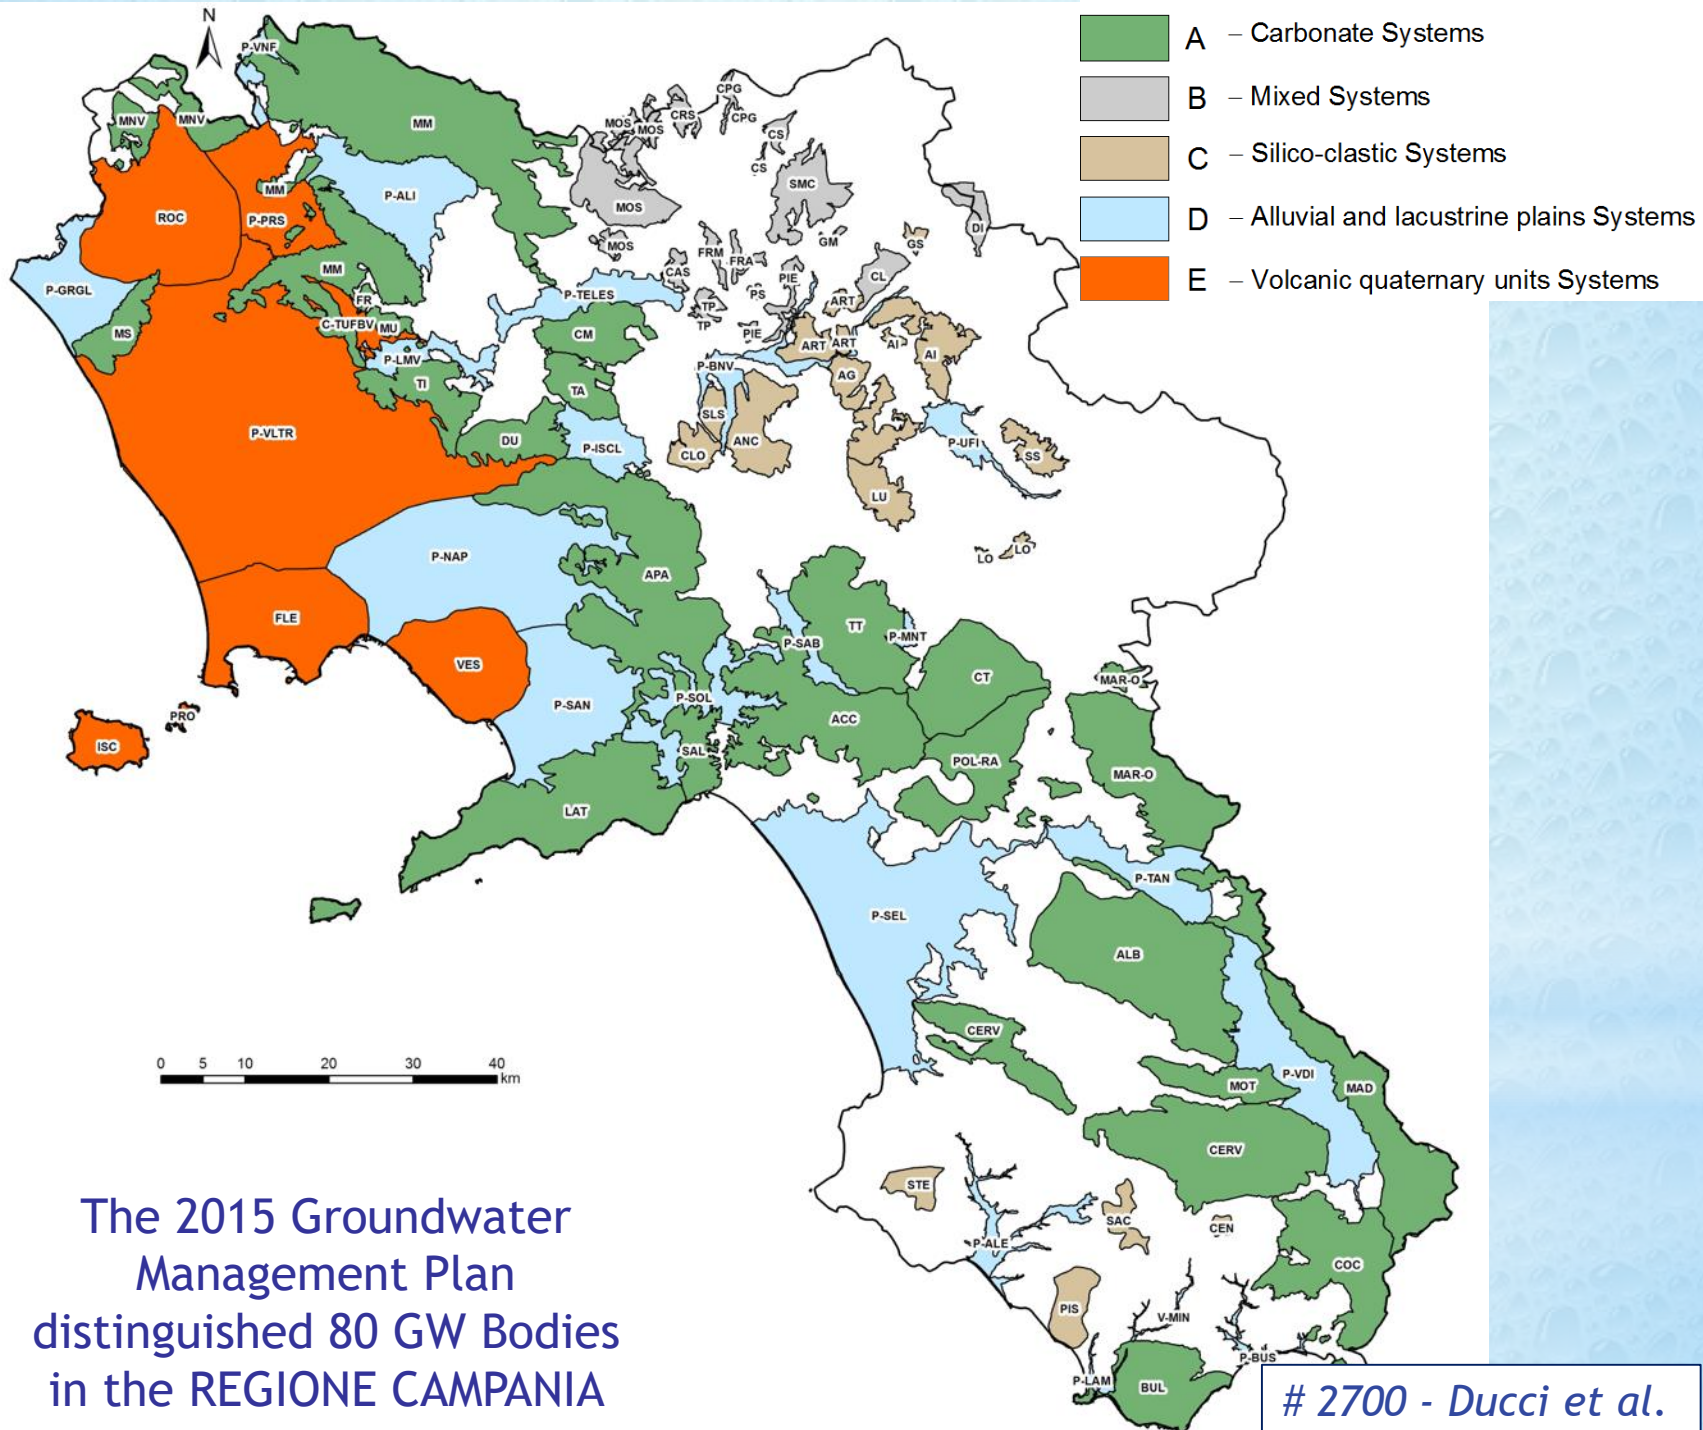 N
A – Carbonate Systems
B – Mixed Systems
C – Silico-clastic Systems
D – Alluvial and lacustrine plains Systems
E – Volcanic quaternary units Systems
P-VNF
MNV
MNV
MM
MOS
MOS
CRS
CPG
CPG
CS
CS
ROC
MM
P-PRS
P-ALI
MOS
SMC
MOS
GM
GS
DI
P-GRGL
MM
FR
C-TUFBV
MU
MS
P-LMV
TI
P-TELES
CAS
FRM
FRA
PIE
PS
TP
TP
PIE
CL
ART
ART
ART
AI
AI
CM
TA
P-BNV
AG
SLS
CLO
ANC
P-VLTR
DU
P-ISCL
P-UFI
SS
LU
LO
LO
P-NAP
APA
FLE
VES
TT
P-SAB
P-MNT
CT
MAR-O
P-SAN
P-SOL
ACC
PRO
ISC
SAL
POL-RA
MAR-O
LAT
P-TAN
P-SEL
ALB
CERV
0 5 10 20 30 40
km
MOT
P-VDI
MAD
CERV
STE
SAC
CEN
P-ALE
COC
PIS
V-MIN
P-BUS
P-LAM
BUL
The 2015 Groundwater
Management Plan
distinguished 80 GW Bodies
in the REGIONE CAMPANIA
# 2700 - Ducci et al.